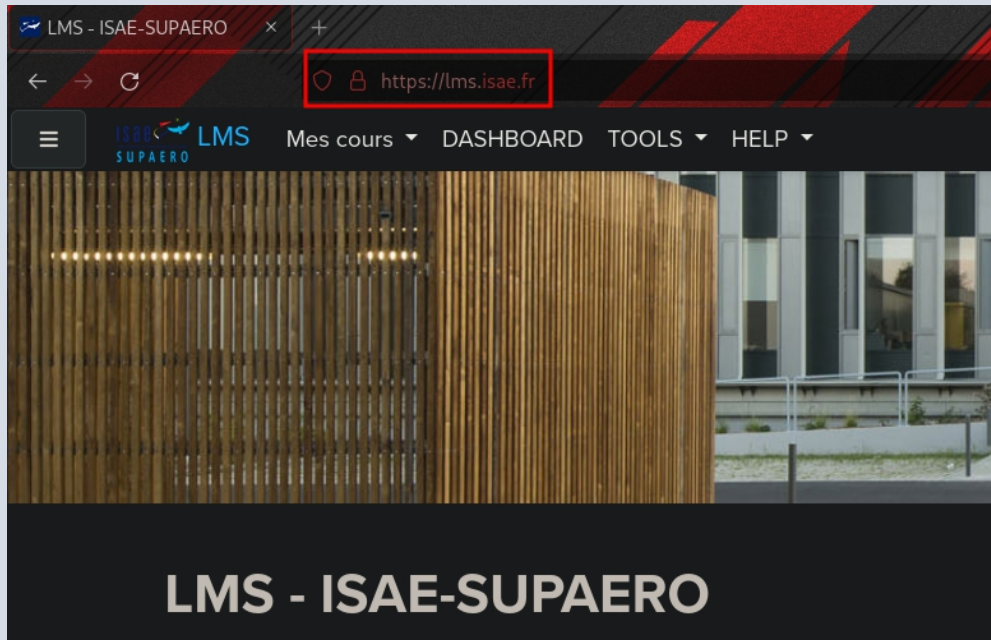 LMS - ISAE-SUPAERO
https://lms.isae.fr
isae SUPAERO LMS Mes cours DASHBOARD TOOLS HELP
LMS - ISAE-SUPAERO